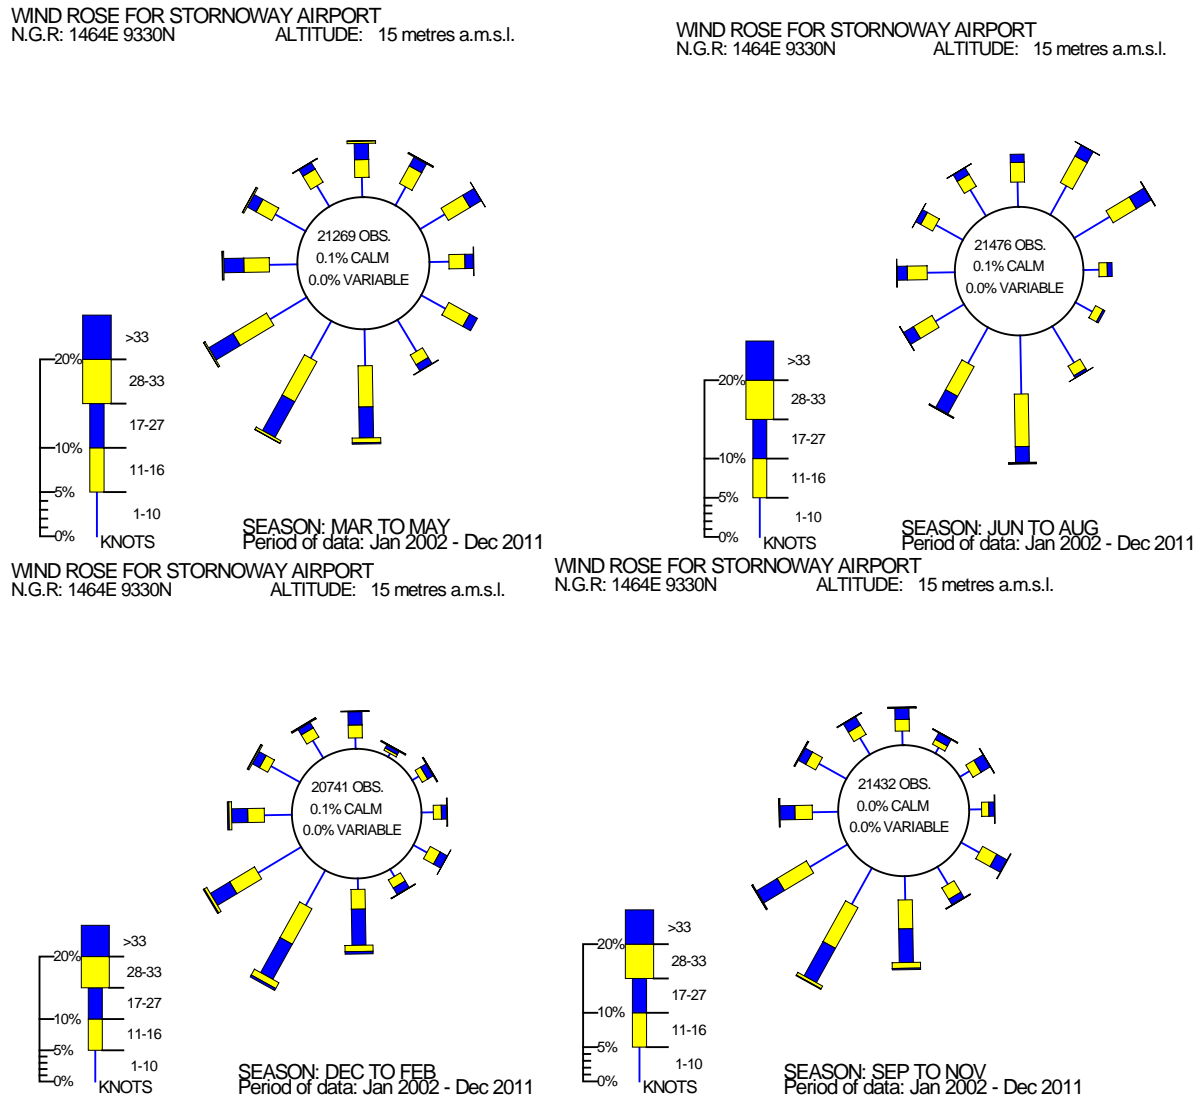 WIND ROSE FOR STORNOWAY AIRPORT
N.G.R: 1464E 9330N ALTITUDE: 15 metres a.m.s.l.
21269 OBS.
0.1% CALM
0.0% VARIABLE
>33
20%
28-33
17-27
10%
11-16
5%
1-10
0%
KNOTS
SEASON: MAR TO MAY
Period of data: Jan 2002 - Dec 2011
WIND ROSE FOR STORNOWAY AIRPORT
N.G.R: 1464E 9330N ALTITUDE: 15 metres a.m.s.l.
21476 OBS.
0.1% CALM
0.0% VARIABLE
>33
20%
28-33
17-27
10%
11-16
5%
1-10
0%
KNOTS
SEASON: JUN TO AUG
Period of data: Jan 2002 - Dec 2011
WIND ROSE FOR STORNOWAY AIRPORT
N.G.R: 1464E 9330N ALTITUDE: 15 metres a.m.s.l.
20741 OBS.
0.1% CALM
0.0% VARIABLE
>33
20%
28-33
17-27
10%
11-16
5%
1-10
0%
KNOTS
SEASON: DEC TO FEB
Period of data: Jan 2002 - Dec 2011
WIND ROSE FOR STORNOWAY AIRPORT
N.G.R: 1464E 9330N ALTITUDE: 15 metres a.m.s.l.
21432 OBS.
0.0% CALM
0.0% VARIABLE
>33
20%
28-33
17-27
10%
11-16
5%
1-10
0%
KNOTS
SEASON: SEP TO NOV
Period of data: Jan 2002 - Dec 2011